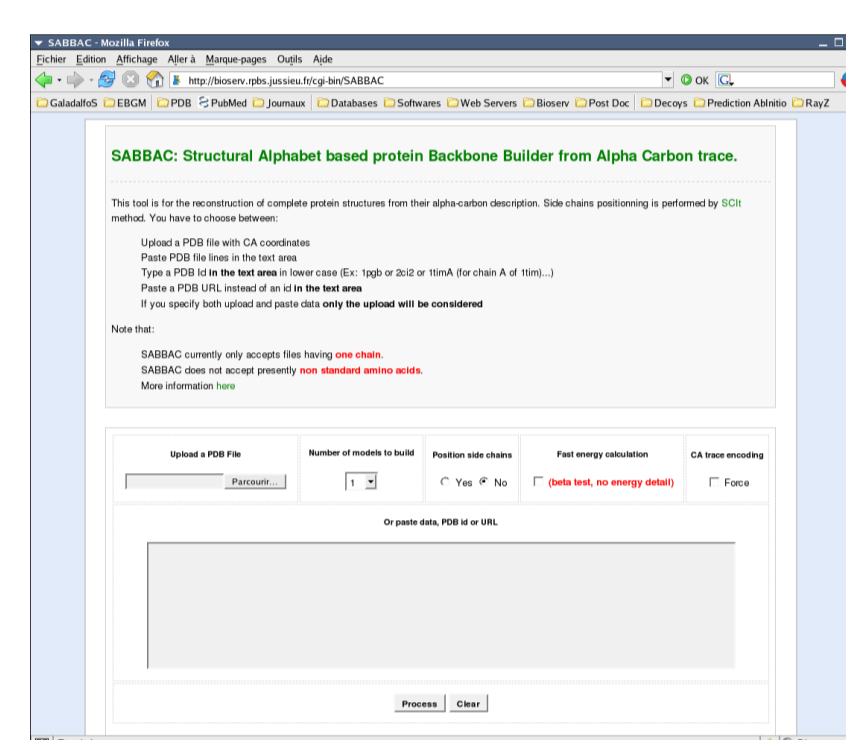 SABBAC - Mozilla Firefox
Fichier Edition Affichage Aller à Marque-pages Outils Aide
http://bioserv.rpbs.jussieu.fr/cgi-bin/SABBAC OK G
GaladalfoS EBGM PDB PubMed Journaux Databases Softwares Web Servers Bioserv Post Doc Decoys Prediction AbInitio RayZ
SABBAC: Structural Alphabet based protein Backbone Builder from Alpha Carbon trace.
This tool is for the reconstruction of complete protein structures from their alpha-carbon description. Side chains positionning is performed by SCIt
method. You have to choose between:
Upload a PDB file with CA coordinates
Paste PDB file lines in the text area
Type a PDB Id in the text area in lower case (Ex: 1pgb or 2ci2 or 1timA (for chain A of 1tim)...)
Paste a PDB URL instead of an id in the text area
If you specify both upload and paste data only the upload will be considered
Note that:
SABBAC currently only accepts files having one chain.
SABBAC does not accept presently non standard amino acids.
More information here
Upload a PDB File Number of models to build Position side chains Fast energy calculation CA trace encoding
Parcourir... 1 Yes No (beta test, no energy detail) Force
Or paste data, PDB id or URL
Process Clear